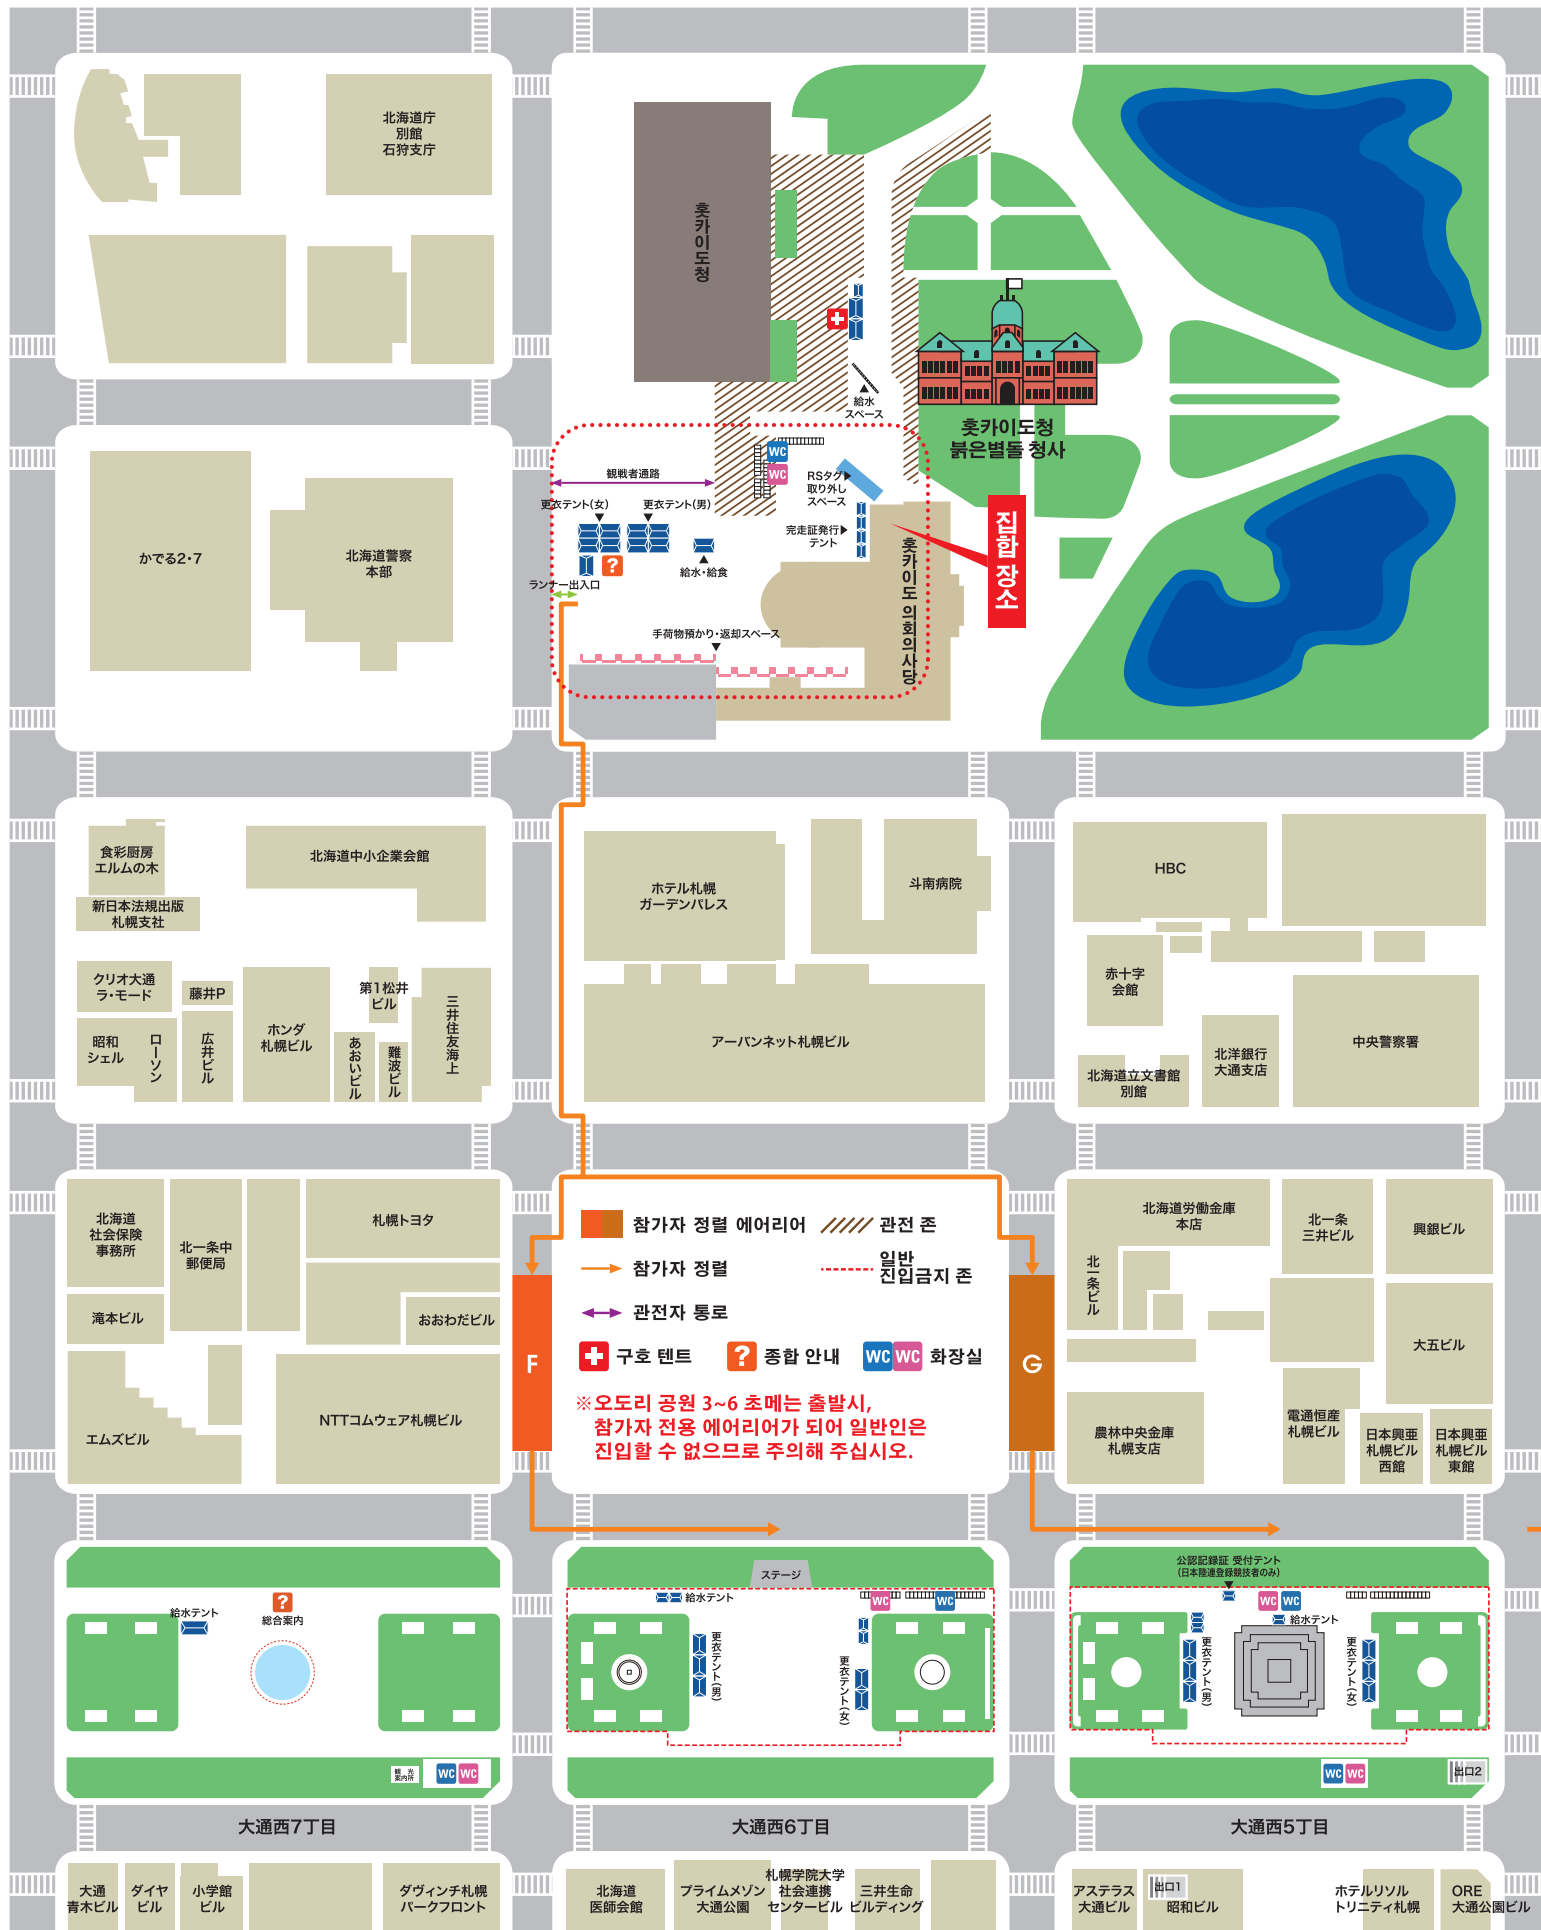 北海道庁
別館
石狩支庁
홋카이도청
給水
スペース
홋카이도청
붉은별돌 청사
WC
WC
観戦者通路
RSタグ
取り外し
スペース
更衣テント(女)
更衣テント(男)
完走証発行
テント
給水・給食
?
ランナー出入口
手荷物預かり・返却スペース
홋카이도 의회의사당
집합 장소
かでる2・7
北海道警察
本部
食彩厨房
エルムの木
新日本法規出版
札幌支社
北海道中小企業会館
クリオ大通
ラ・モード
藤井P
昭和
シェル
ローソン
広井ビル
ホンダ
札幌ビル
第1松井
ビル
あおいビル
難波ビル
三井住友海上
ホテル札幌
ガーデンパレス
斗南病院
アーバンネット札幌ビル
HBC
赤十字
会館
北海道立文書館
別館
北洋銀行
大通支店
中央警察署
北海道
社会保険
事務所
北一条中
郵便局
札幌トヨタ
滝本ビル
おおわだビル
エムズビル
NTTコムウェア札幌ビル
F
참가자 정렬 에어리어
관전 존
참가자 정렬
일반
진입금지 존
관전자 통로
구호 텐트
?
종합 안내
WC
WC
화장실
※오도리 공원 3~6 초메는 출발시,
참가자 전용 에어리어가 되어 일반인은
진입할 수 없으므로 주의해 주십시오.
G
北海道労働金庫
本店
北一条ビル
北一条
三井ビル
興銀ビル
大五ビル
農林中央金庫
札幌支店
電通恒産
札幌ビル
日本興亜
札幌ビル
西館
日本興亜
札幌ビル
東館
給水テント
?
総合案内
観光
案内所
WC
WC
大通西7丁目
ステージ
給水テント
WC
WC
更衣テント(男)
更衣テント(女)
大通西6丁目
公認記録証 受付テント
(日本陸連登録競技者のみ)
WC
WC
給水テント
更衣テント(男)
更衣テント(女)
WC
WC
出口2
大通西5丁目
大通
青木ビル
ダイヤ
ビル
小学館
ビル
ダヴィンチ札幌
パークフロント
北海道
医師会館
プライムメゾン
大通公園
札幌学院大学
社会連携
センタービル
三井生命
ビルディング
アステラス
大通ビル
出口1
昭和ビル
ホテルリソル
トリニティ札幌
ORE
大通公園ビル